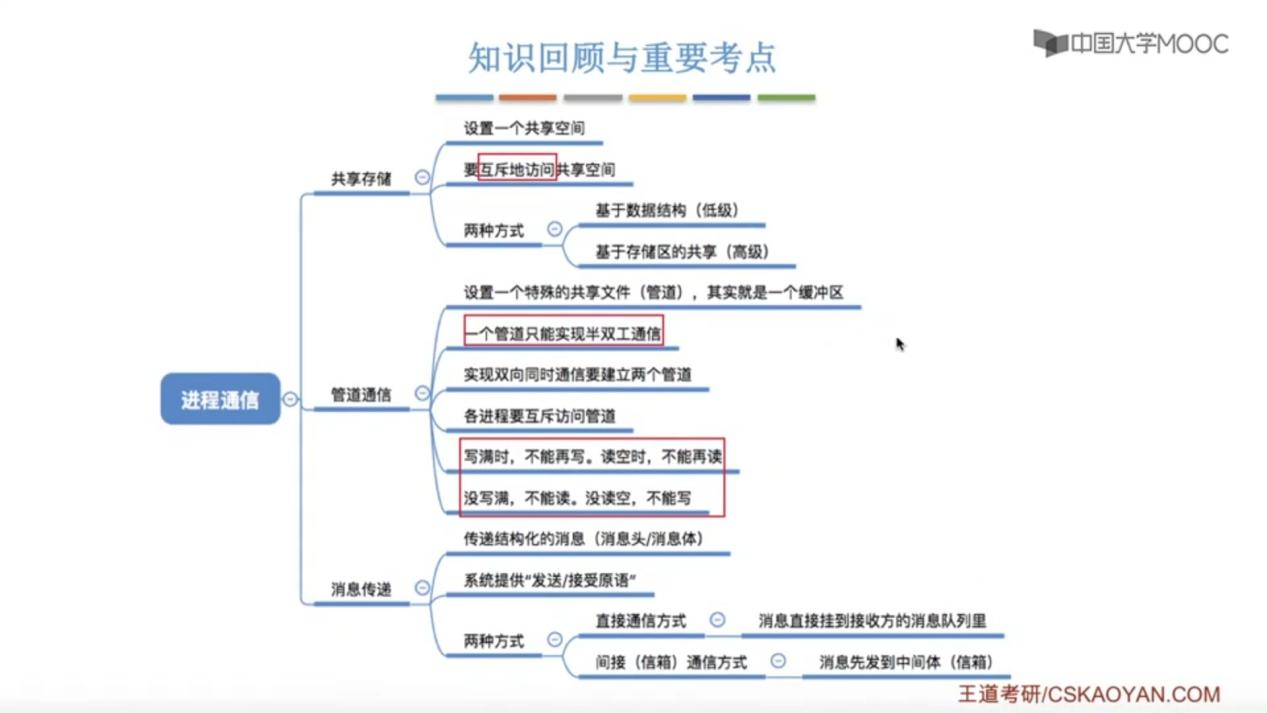 知识回顾与重要考点
中国大学MOOC
设置一个共享空间
要互斥地访问共享空间
共享存储
基于数据结构（低级）
两种方式
基于存储区的共享（高级）
设置一个特殊的共享文件（管道），其实就是一个缓冲区
一个管道只能实现半双工通信
实现双向同时通信要建立两个管道
管道通信
进程通信
各进程要互斥访问管道
写满时，不能再写。读空时，不能再读
没写满，不能读。没读空，不能写
传递结构化的消息（消息头/消息体）
系统提供“发送/接受原语”
消息传递
直接通信方式
消息直接挂到接收方的消息队列里
两种方式
间接（信箱）通信方式
消息先发到中间体（信箱）
王道考研/CSKAOYAN.COM